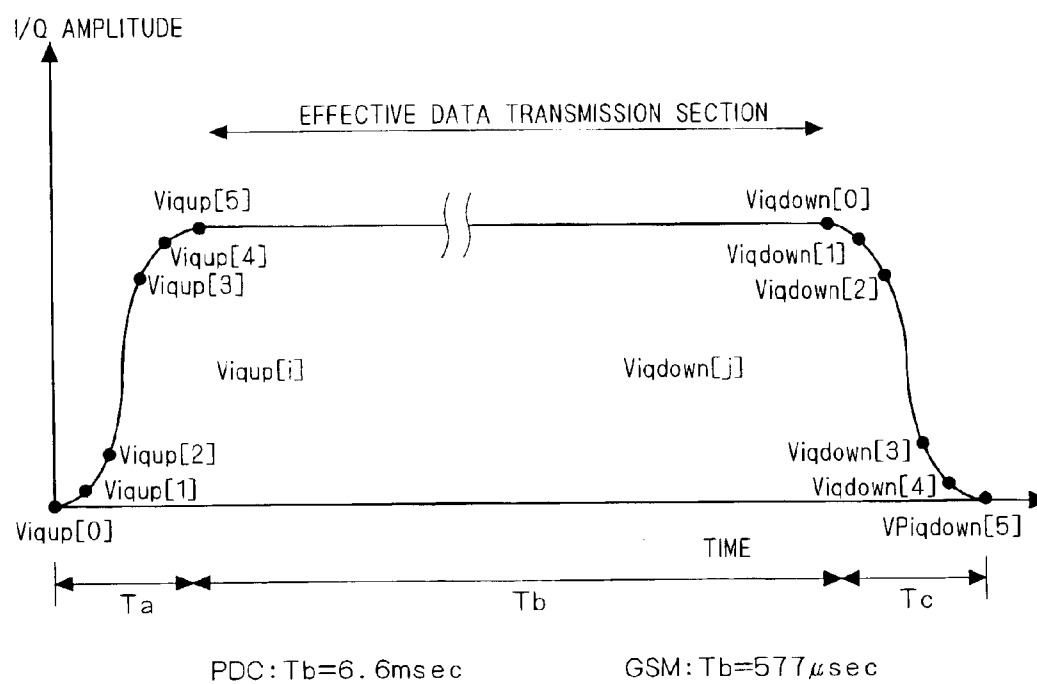 I/Q AMPLITUDE
EFFECTIVE DATA TRANSMISSION SECTION
Viqup[5]
Viqdown[0]
Viqup[4]
Viqdown[1]
Viqup[3]
Viqdown[2]
Viqup[i]
Viqdown[j]
Viqup[2]
Viqdown[3]
Viqup[1]
Viqdown[4]
Viqup[0]
VPiqdown[5]
TIME
Ta
Tb
Tc
PDC:Tb=6.6msec
GSM:Tb=577μsec